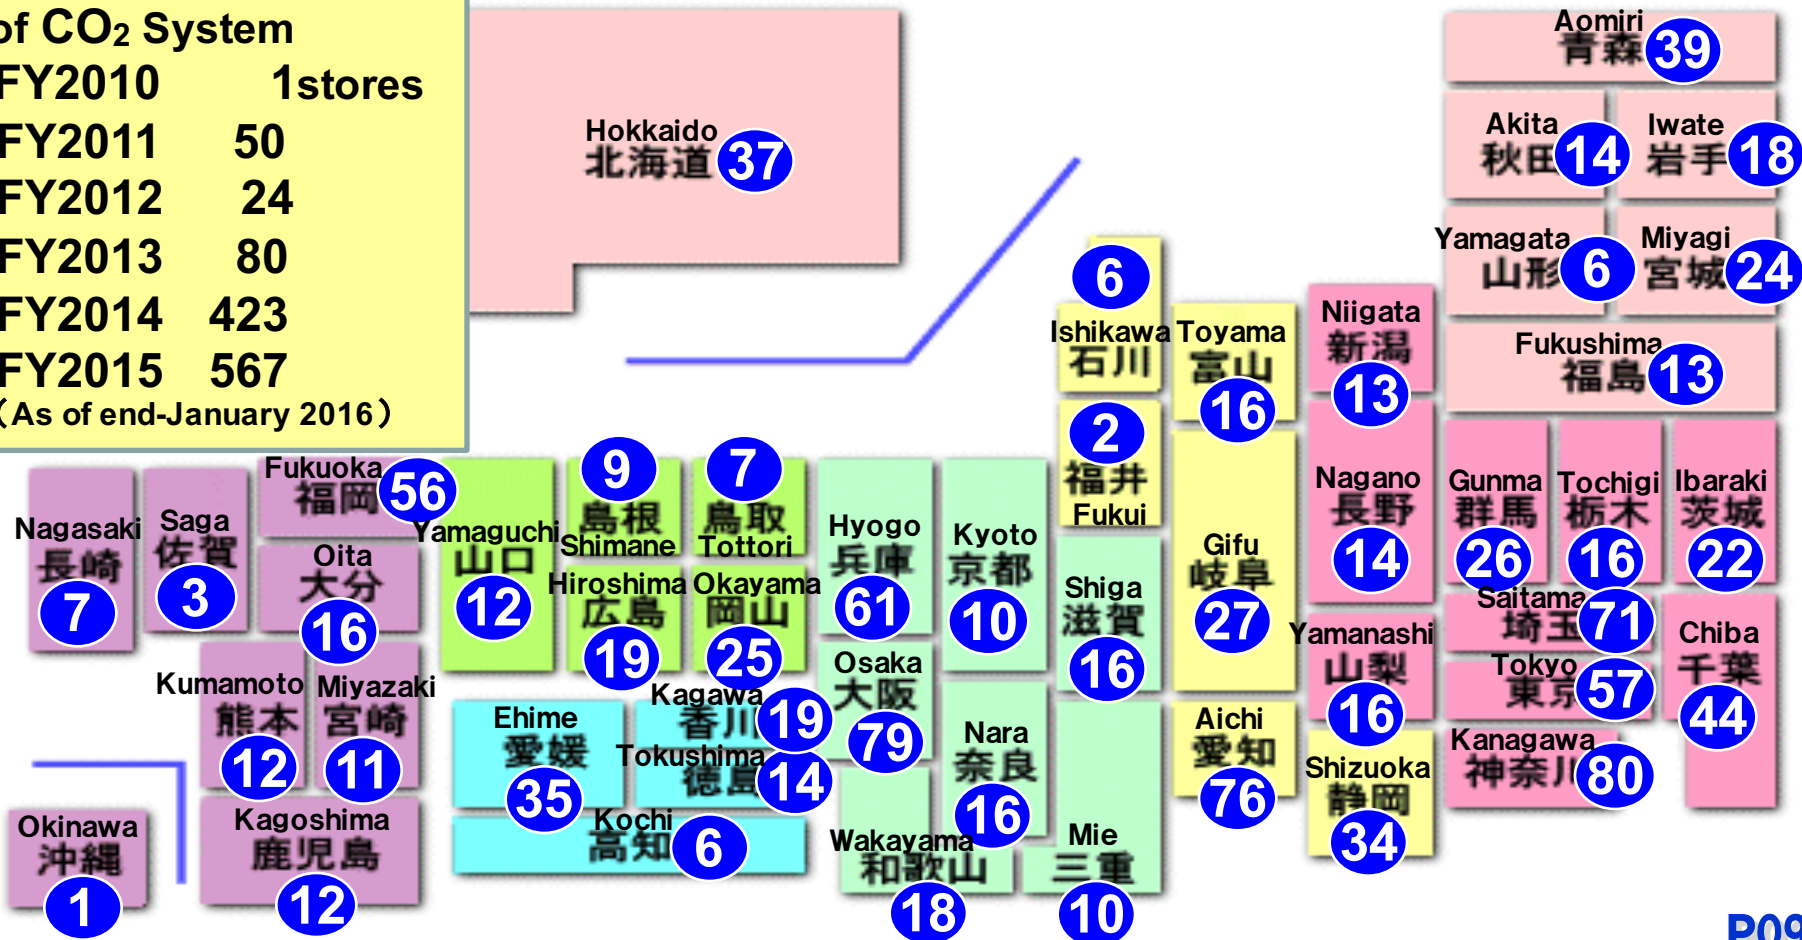 of CO2 System
FY2010 1stores
FY2011 50
FY2012 24
FY2013 80
FY2014 423
FY2015 567
（As of end-January 2016）
Hokkaido
北海道 37
Aomiri
青森 39
Akita
秋田 14
Iwate
岩手 18
Yamagata
山形 6
Miyagi
宮城 24
Fukushima
福島 13
6
Ishikawa
石川
Toyama
富山
16
Niigata
新潟
13
2
福井
Fukui
Gifu
岐阜
27
Nagano
長野
14
Gunma
群馬
26
Tochigi
栃木
16
Ibaraki
茨城
22
Saitama
埼玉 71
Tokyo
東京 57
Chiba
千葉
44
Kanagawa
神奈川 80
Yamanashi
山梨
16
Shizuoka
静岡
34
Aichi
愛知
76
Shiga
滋賀
16
Mie
三重
10
Kyoto
京都
10
Nara
奈良
16
Wakayama
和歌山
18
Hyogo
兵庫
61
Osaka
大阪
79
7
鳥取
Tottori
9
島根
Shimane
Okayama
岡山
25
Hiroshima
広島
19
Yamaguchi
山口
12
Kagawa
香川 19
Tokushima
徳島 14
Ehime
愛媛
35
Kochi
高知 6
Fukuoka
福岡 56
Saga
佐賀
3
Nagasaki
長崎
7
Oita
大分
16
Kumamoto
熊本
12
Miyazaki
宮崎
11
Kagoshima
鹿児島
12
Okinawa
沖縄
1
P09